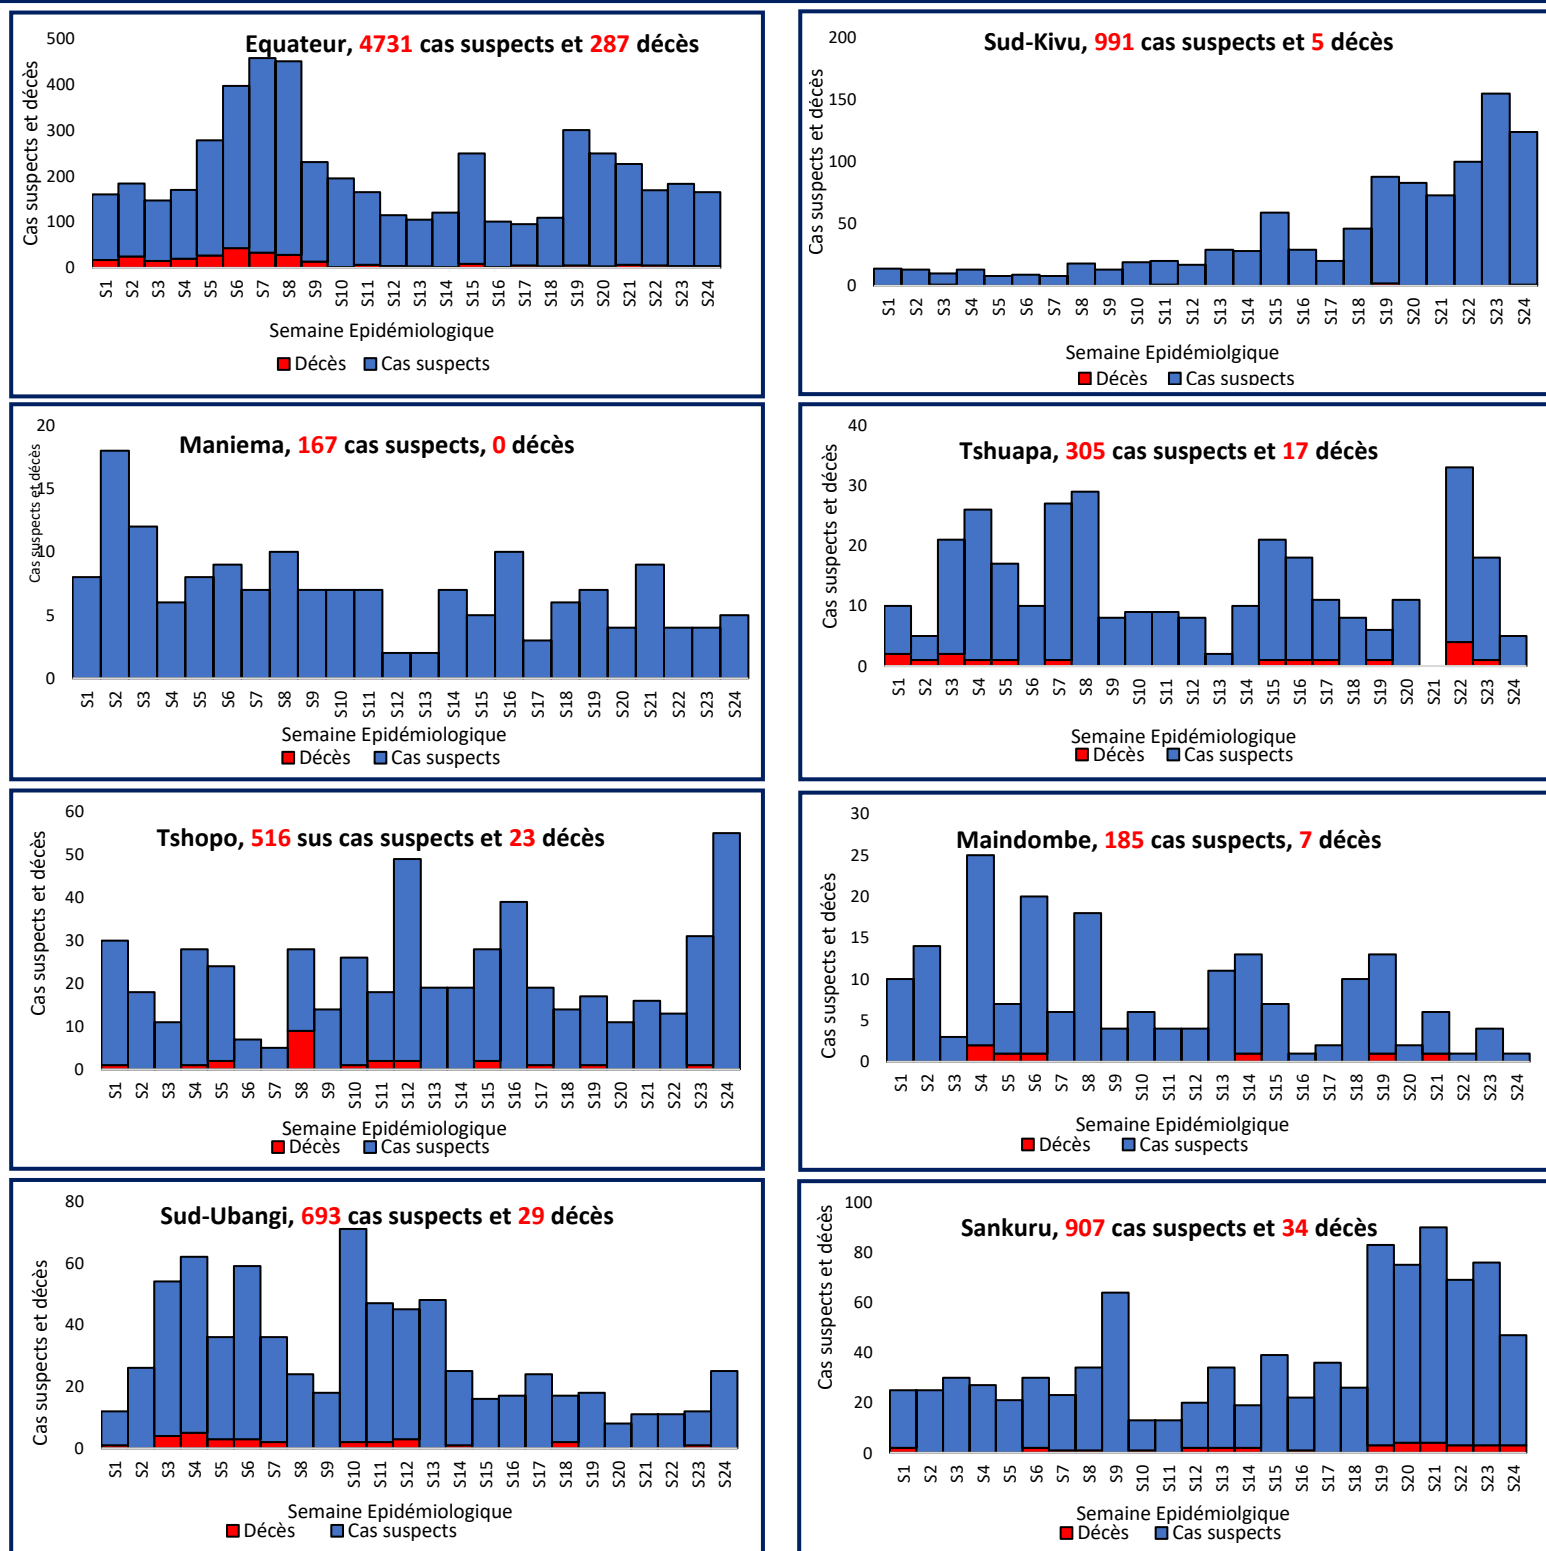 Equateur, 4731 cas suspects et 287 décès
Cas suspects et décès
500
400
300
200
100
0
S1 S2 S3 S4 S5 S6 S7 S8 S9 S10 S11 S12 S13 S14 S15 S16 S17 S18 S19 S20 S21 S22 S23 S24
Semaine Epidémiologique
Décès Cas suspects
Sud-Kivu, 991 cas suspects et 5 décès
Cas suspects et décès
200
150
100
50
0
S1 S2 S3 S4 S5 S6 S7 S8 S9 S10 S11 S12 S13 S14 S15 S16 S17 S18 S19 S20 S21 S22 S23 S24
Semaine Epidémiolgique
Décès Cas suspects
Maniema, 167 cas suspects, 0 décès
Cas suspects et décès
20
15
10
5
0
S1 S2 S3 S4 S5 S6 S7 S8 S9 S10 S11 S12 S13 S14 S15 S16 S17 S18 S19 S20 S21 S22 S23 S24
Semaine Epidémiologique
Décès Cas suspects
Tshuapa, 305 cas suspects et 17 décès
Cas suspects et décès
40
30
20
10
0
S1 S2 S3 S4 S5 S6 S7 S8 S9 S10 S11 S12 S13 S14 S15 S16 S17 S18 S19 S20 S21 S22 S23 S24
Semaine Epidémiologique
Décès Cas suspects
Tshopo, 516 sus cas suspects et 23 décès
Cas suspects et décès
60
50
40
30
20
10
0
S1 S2 S3 S4 S5 S6 S7 S8 S9 S10 S11 S12 S13 S14 S15 S16 S17 S18 S19 S20 S21 S22 S23 S24
Semaine Epidémiologique
Décès Cas suspects
Maindombe, 185 cas suspects, 7 décès
Cas suspects et décès
30
25
20
15
10
5
0
S1 S2 S3 S4 S5 S6 S7 S8 S9 S10 S11 S12 S13 S14 S15 S16 S17 S18 S19 S20 S21 S22 S23 S24
Semaine Epidémiolgique
Décès Cas suspects
Sud-Ubangi, 693 cas suspects et 29 décès
Cas suspects et décès
80
60
40
20
0
S1 S2 S3 S4 S5 S6 S7 S8 S9 S10 S11 S12 S13 S14 S15 S16 S17 S18 S19 S20 S21 S22 S23 S24
Semaine Epidémiologique
Décès Cas suspects
Sankuru, 907 cas suspects et 34 décès
Cas suspects et décès
100
80
60
40
20
0
S1 S2 S3 S4 S5 S6 S7 S8 S9 S10 S11 S12 S13 S14 S15 S16 S17 S18 S19 S20 S21 S22 S23 S24
Semaine Epidémiologique
Décès Cas suspects